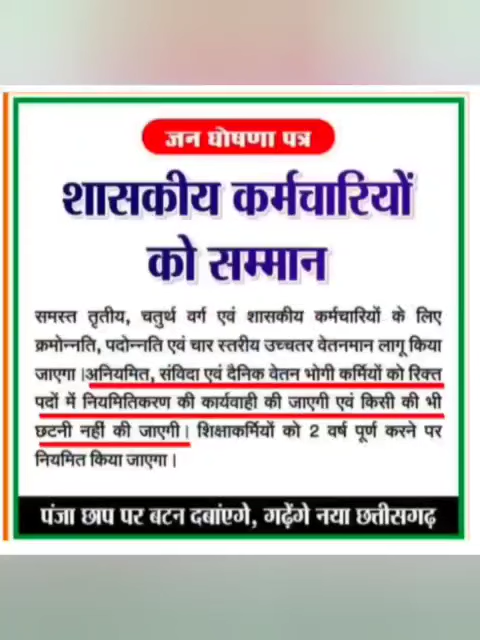 जन घोषणा पत्र
शासकीय कर्मचारियों
को सम्मान
समस्त तृतीय, चतुर्थ वर्ग एवं शासकीय कर्मचारियों के लिए
क्रमोन्नति, पदोन्नति एवं चार स्तरीय उच्चतर वेतनमान लागू किया
जाएगा।अनियमित, संविदा एवं दैनिक वेतन भोगी कर्मियों को रिक्त
पदों में नियमितिकरण की कार्यवाही की जाएगी एवं किसी की भी
छटनी नहीं की जाएगी। शिक्षाकर्मियों को 2 वर्ष पूर्ण करने पर
नियमित किया जाएगा।
पंजा छाप पर बटन दबांएगे, गढ़ेंगे नया छत्तीसगढ़